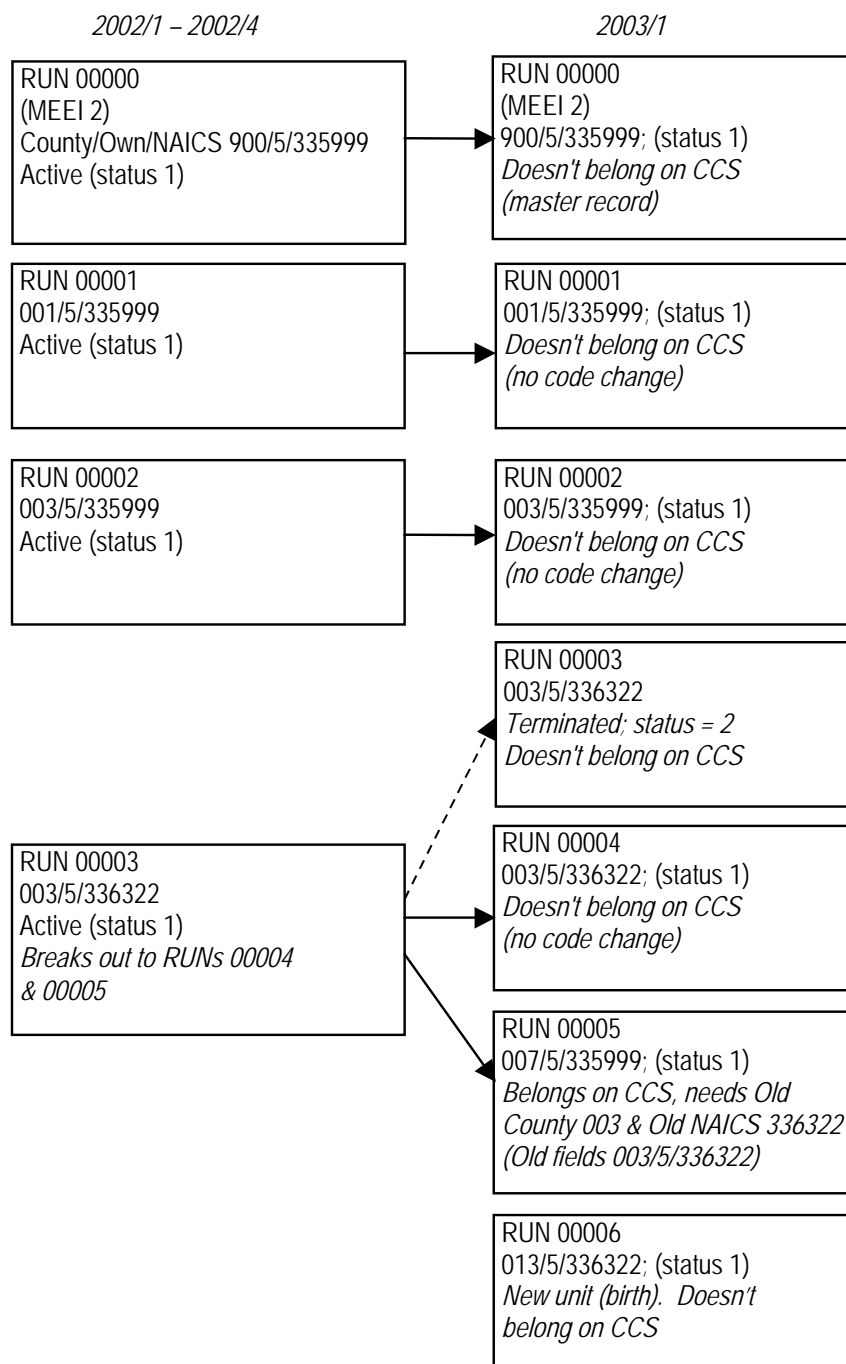 2002/1 – 2002/4
2003/1
RUN 00000
(MEEI 2)
County/Own/NAICS 900/5/335999
Active (status 1)
RUN 00000
(MEEI 2)
900/5/335999; (status 1)
Doesn't belong on CCS
(master record)
RUN 00001
001/5/335999
Active (status 1)
RUN 00001
001/5/335999; (status 1)
Doesn't belong on CCS
(no code change)
RUN 00002
003/5/335999
Active (status 1)
RUN 00002
003/5/335999; (status 1)
Doesn't belong on CCS
(no code change)
RUN 00003
003/5/336322
Terminated; status = 2
Doesn't belong on CCS
RUN 00003
003/5/336322
Active (status 1)
Breaks out to RUNs 00004
& 00005
RUN 00004
003/5/336322; (status 1)
Doesn't belong on CCS
(no code change)
RUN 00005
007/5/335999; (status 1)
Belongs on CCS, needs Old
County 003 & Old NAICS 336322
(Old fields 003/5/336322)
RUN 00006
013/5/336322; (status 1)
New unit (birth).  Doesn’t
belong on CCS